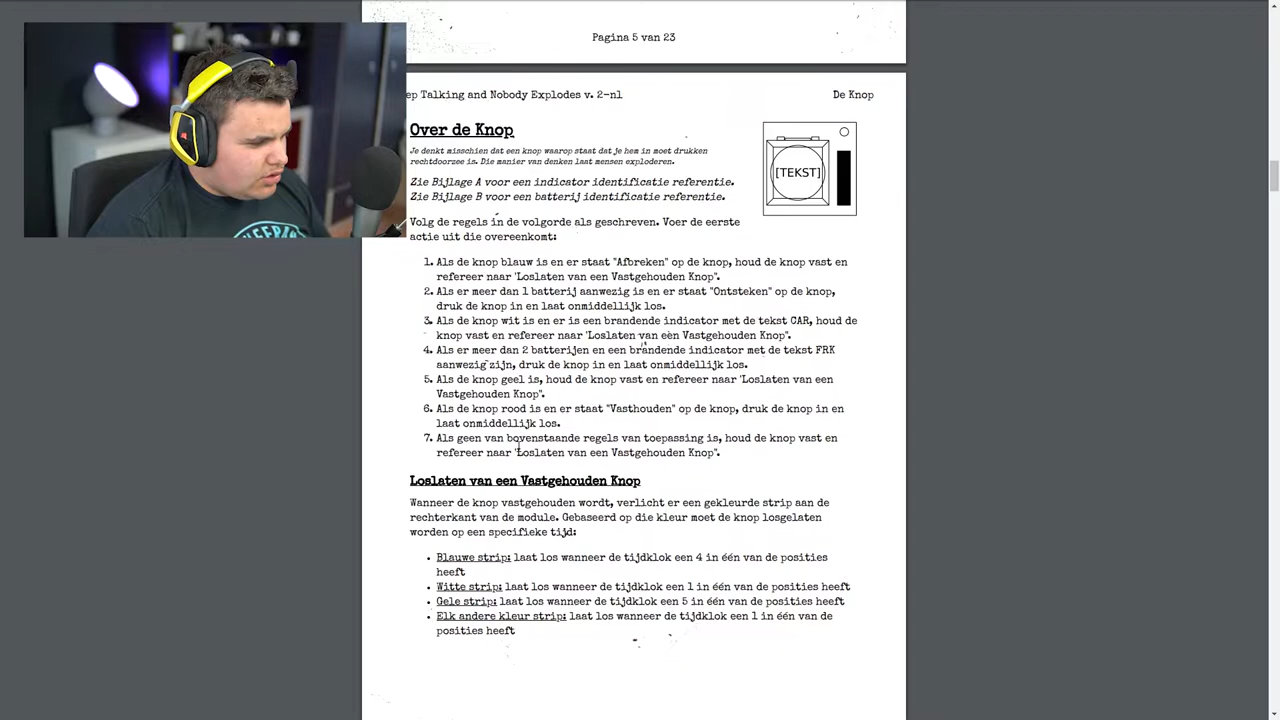 Pagina 5 van 23
Talking and Nobody Explodes v. 2-nl
De Knop
Over de Knop
Je denkt misschien dat een knop waarop staat dat je hem in moet drukken
rechtdoorzee is. Die manier van denken laat mensen exploderen.
[TEKST]
Zie Bijlage A voor een indicator identificatie referentie.
Zie Bijlage B voor een batterij identificatie referentie.
Volg de regels in de volgorde als geschreven. Voer de eerste
actie uit die overeenkomt:
1. Als de knop blauw is en er staat "Afbreken" op de knop, houd de knop vast en
refereer naar 'Loslaten van een Vastgehouden Knop".
2. Als er meer dan 1 batterij aanwezig is en er staat "Ontsteken" op de knop,
druk de knop in en laat onmiddellijk los.
3. Als de knop wit is en er is een brandende indicator met de tekst CAR, houd de
knop vast en refereer naar 'Loslaten van een Vastgehouden Knop".
4. Als er meer dan 2 batterijen en een brandende indicator met de tekst FRK
aanwezig zijn, druk de knop in en laat onmiddellijk los.
5. Als de knop geel is, houd de knop vast en refereer naar 'Loslaten van een
Vastgehouden Knop".
6. Als de knop rood is en er staat "Vasthouden" op de knop, druk de knop in en
laat onmiddellijk los.
7. Als geen van bovenstaande regels van toepassing is, houd de knop vast en
refereer naar 'Loslaten van een Vastgehouden Knop".
Loslaten van een Vastgehouden Knop
Wanneer de knop vastgehouden wordt, verlicht er een gekleurde strip aan de
rechterkant van de module. Gebaseerd op die kleur moet de knop losgelaten
worden op een specifieke tijd:
• Blauwe strip: laat los wanneer de tijdklok een 4 in één van de posities
heeft
• Witte strip: laat los wanneer de tijdklok een 1 in één van de posities heeft
• Gele strip: laat los wanneer de tijdklok een 5 in één van de posities heeft
• Elk andere kleur strip: laat los wanneer de tijdklok een 1 in één van de
posities heeft